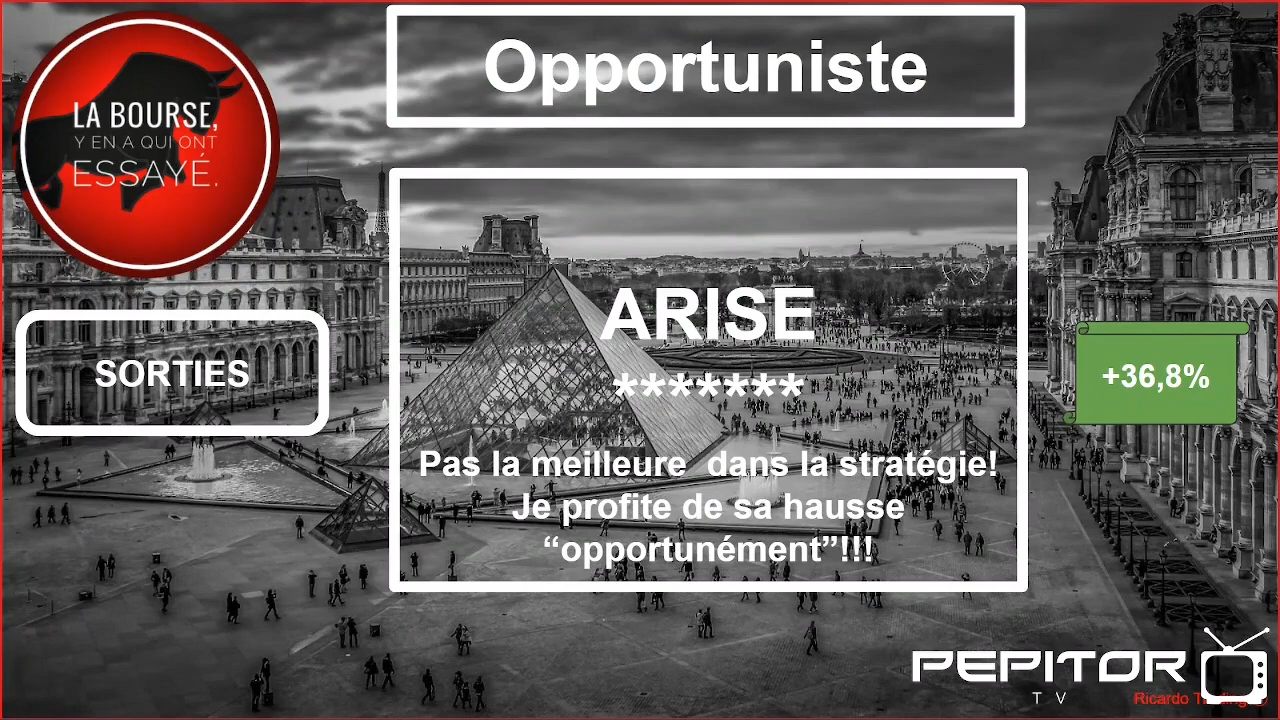 LA BOURSE,
Y EN A QUI ONT
ESSAYÉ.
Opportuniste
SORTIES
ARISE
*******
Pas la meilleure  dans la stratégie!
Je profite de sa hausse
“opportunément”!!!
+36,8%
PEPITOR
TV
Ricardo